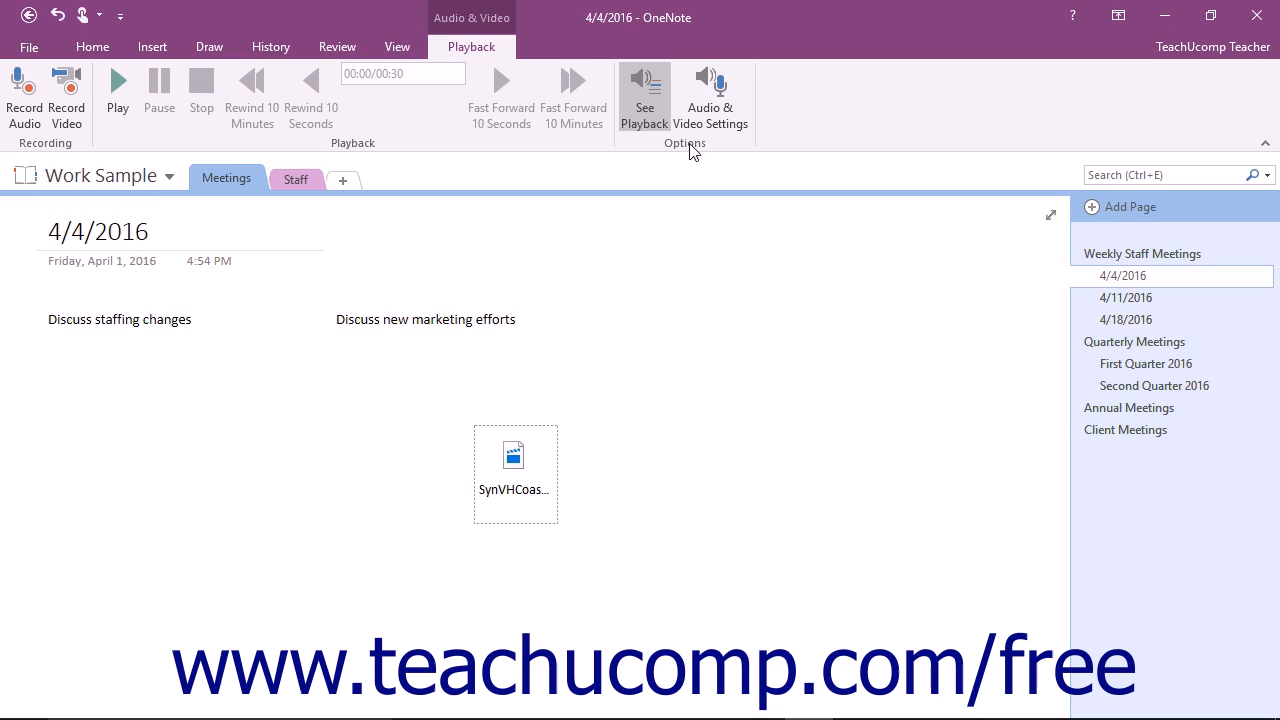 Audio & Video
4/4/2016 - OneNote
?
File
Home
Insert
Draw
History
Review
View
Playback
TeachUcomp Teacher
Record Audio
Record Video
Play
Pause
Stop
Rewind 10 Minutes
Rewind 10 Seconds
00:00/00:30
Fast Forward 10 Seconds
Fast Forward 10 Minutes
See Playback
Audio & Video Settings
Recording
Playback
Options
Work Sample
Meetings
Staff
+
Search (Ctrl+E)
4/4/2016
Friday, April 1, 2016
4:54 PM
Discuss staffing changes
Discuss new marketing efforts
SynVHCoas...
Add Page
Weekly Staff Meetings
4/4/2016
4/11/2016
4/18/2016
Quarterly Meetings
First Quarter 2016
Second Quarter 2016
Annual Meetings
Client Meetings
www.teachucomp.com/free